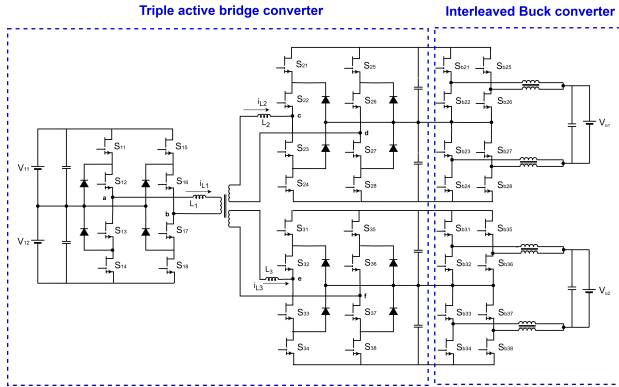 Triple active bridge converter
Interleaved Buck converter
S21
S25
Sb21
Sb25
S22
S26
Sb22
Sb26
iL2
L2
c
d
Vb1
S23
S27
Sb23
Sb27
S24
S28
Sb24
Sb28
V11
S11
S15
S12
S16
a
iL1
L1
b
V12
S13
S17
S14
S18
S31
S35
Sb31
Sb35
S32
S36
Sb32
Sb36
L3
iL3
e
f
Vb2
S33
S37
Sb33
Sb37
S34
S38
Sb34
Sb38